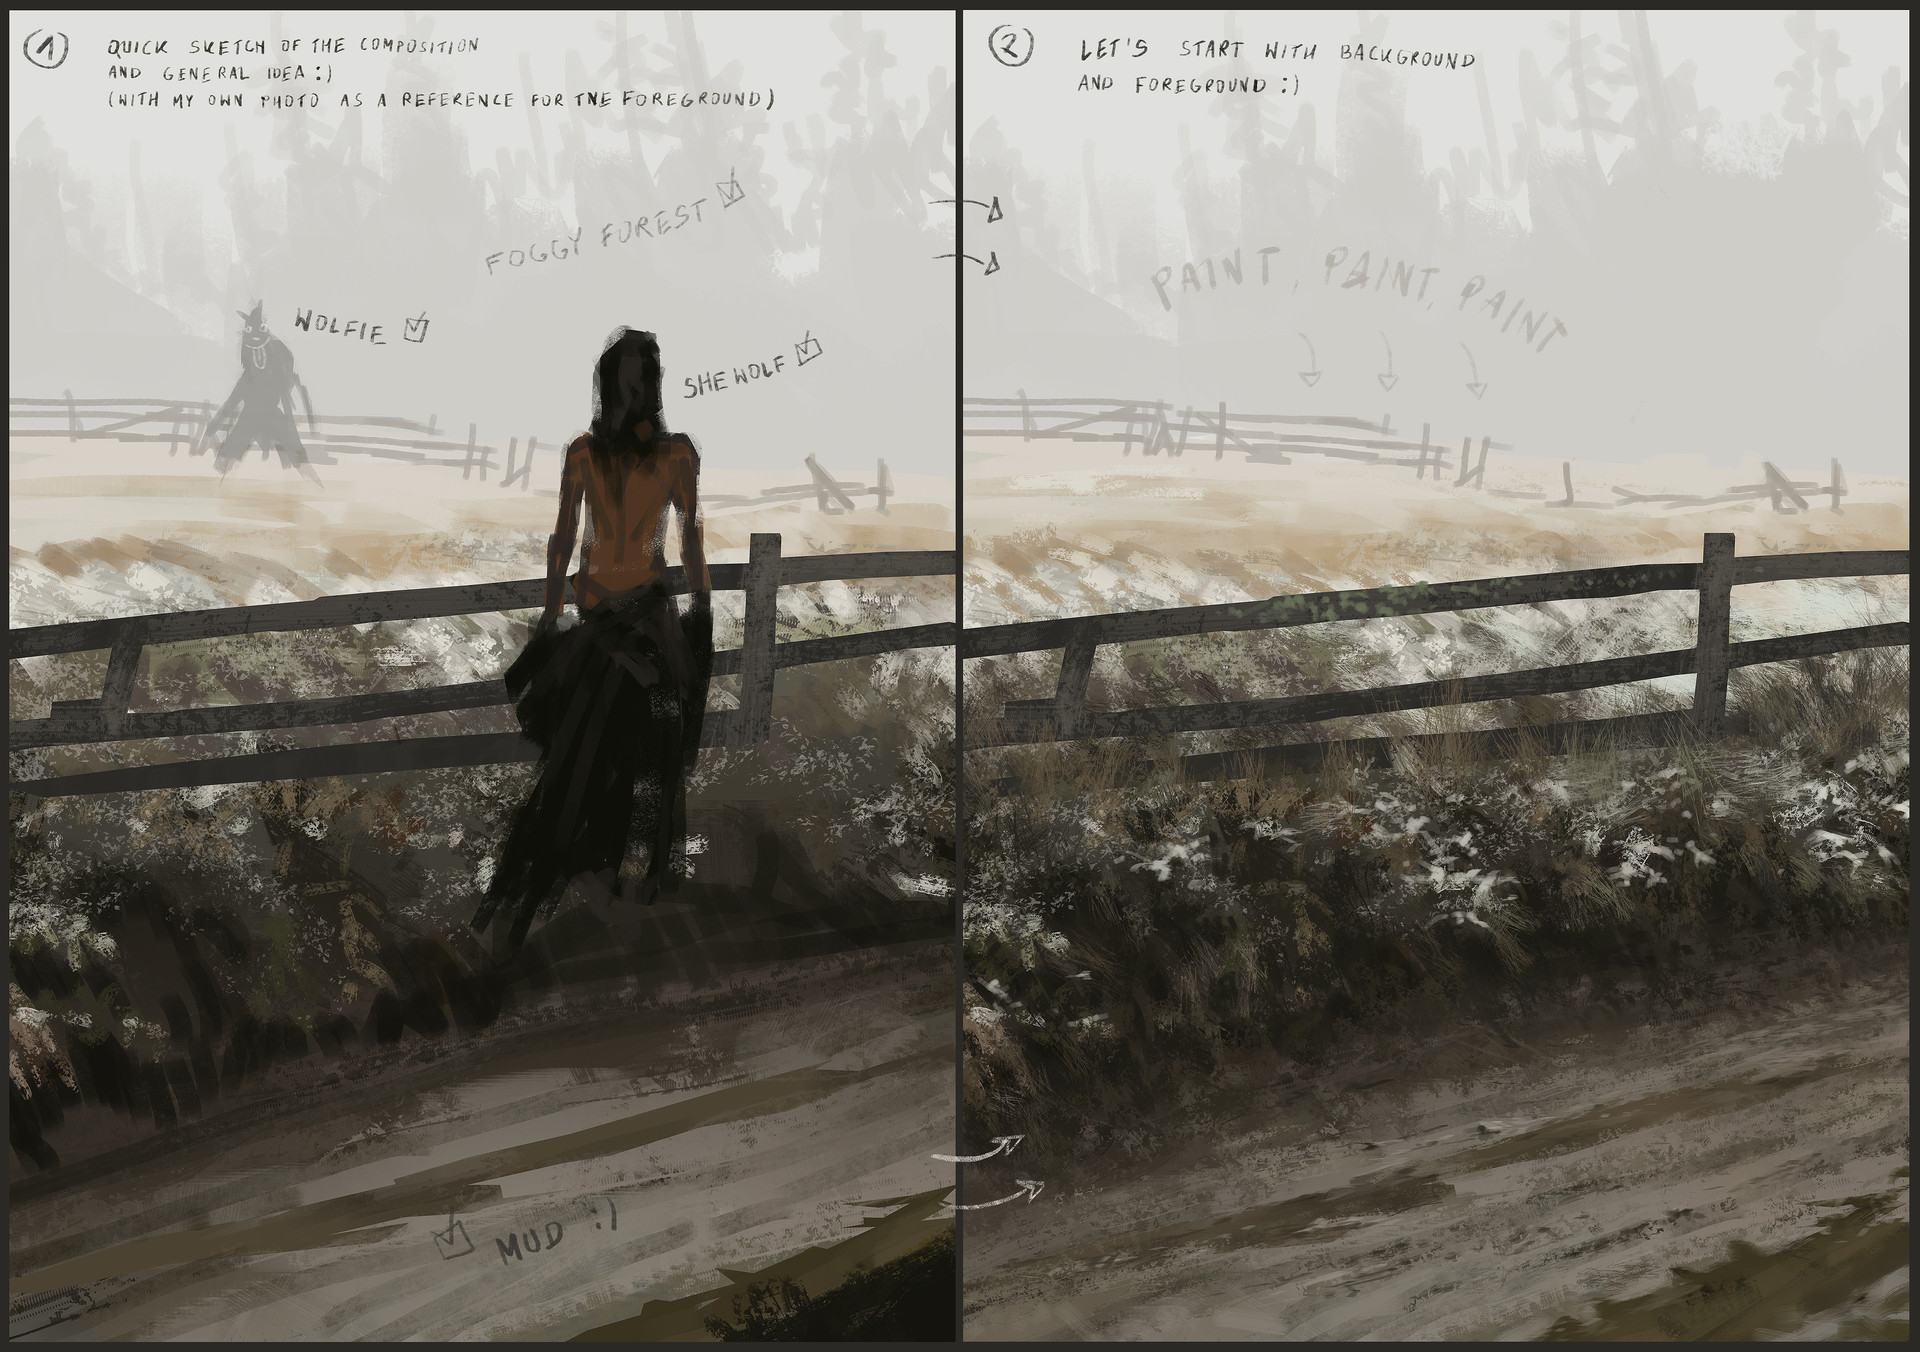 1
QUICK SKETCH OF THE COMPOSITION
AND GENERAL IDEA :)
(WITH MY OWN PHOTO AS A REFERENCE FOR THE FOREGROUND)
FOGGY FOREST
WOLFIE
SHE WOLF
MUD :)
2
LET'S START WITH BACKGROUND
AND FOREGROUND :)
PAINT, PAINT, PAINT